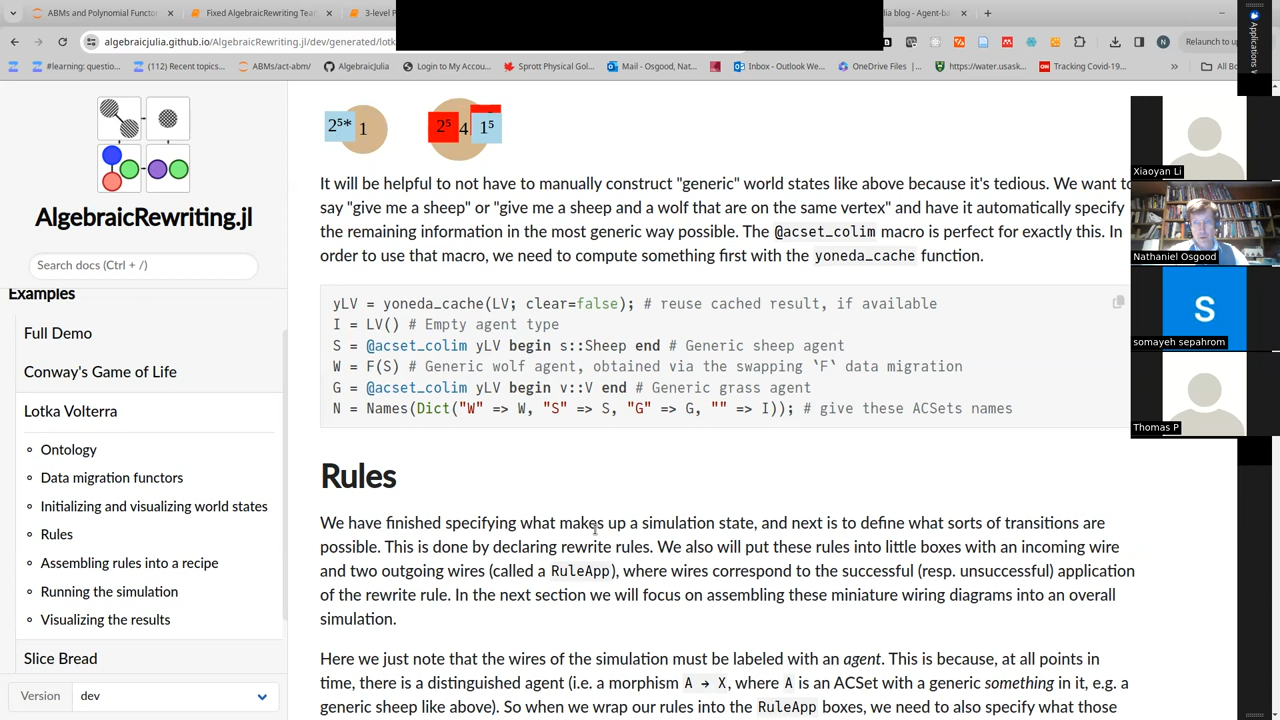 ABMs and Polynomial Functor
Fixed AlgebraicRewriting Tea
3-level P
ia blog - Agent-ba
algebraicjulia.github.io/AlgebraicRewriting.jl/dev/generated/lotk
Relaunch to u
#learning: questio...
(112) Recent topics...
ABMs/act-abm/
AlgebraicJulia
Login to My Accou...
Sprott Physical Gol...
Mail - Osgood, Nat...
Inbox - Outlook We...
OneDrive Files |...
https://water.usask...
Tracking Covid-19...
All Bo
Applications
AlgebraicRewriting.jl
Search docs (Ctrl + /)
Examples
Full Demo
Conway's Game of Life
Lotka Volterra
Ontology
Data migration functors
Initializing and visualizing world states
Rules
Assembling rules into a recipe
Running the simulation
Visualizing the results
Slice Bread
Version dev
2⁵* 1 2⁵ 4 1⁵
It will be helpful to not have to manually construct "generic" world states like above because it's tedious. We want to
say "give me a sheep" or "give me a sheep and a wolf that are on the same vertex" and have it automatically specify
the remaining information in the most generic way possible. The @acset_colim macro is perfect for exactly this. In
order to use that macro, we need to compute something first with the yoneda_cache function.
yLV = yoneda_cache(LV; clear=false); # reuse cached result, if available
I = LV() # Empty agent type
S = @acset_colim yLV begin s::Sheep end # Generic sheep agent
W = F(S) # Generic wolf agent, obtained via the swapping `F` data migration
G = @acset_colim yLV begin v::V end # Generic grass agent
N = Names(Dict("W" => W, "S" => S, "G" => G, "" => I)); # give these ACSets names
Rules
We have finished specifying what makes up a simulation state, and next is to define what sorts of transitions are
possible. This is done by declaring rewrite rules. We also will put these rules into little boxes with an incoming wire
and two outgoing wires (called a RuleApp), where wires correspond to the successful (resp. unsuccessful) application
of the rewrite rule. In the next section we will focus on assembling these miniature wiring diagrams into an overall
simulation.
Here we just note that the wires of the simulation must be labeled with an agent. This is because, at all points in
time, there is a distinguished agent (i.e. a morphism A → X, where A is an ACSet with a generic something in it, e.g. a
generic sheep like above). So when we wrap our rules into the RuleApp boxes, we need to also specify what those
Xiaoyan Li
Nathaniel Osgood
S
somayeh sepahrom
Thomas P